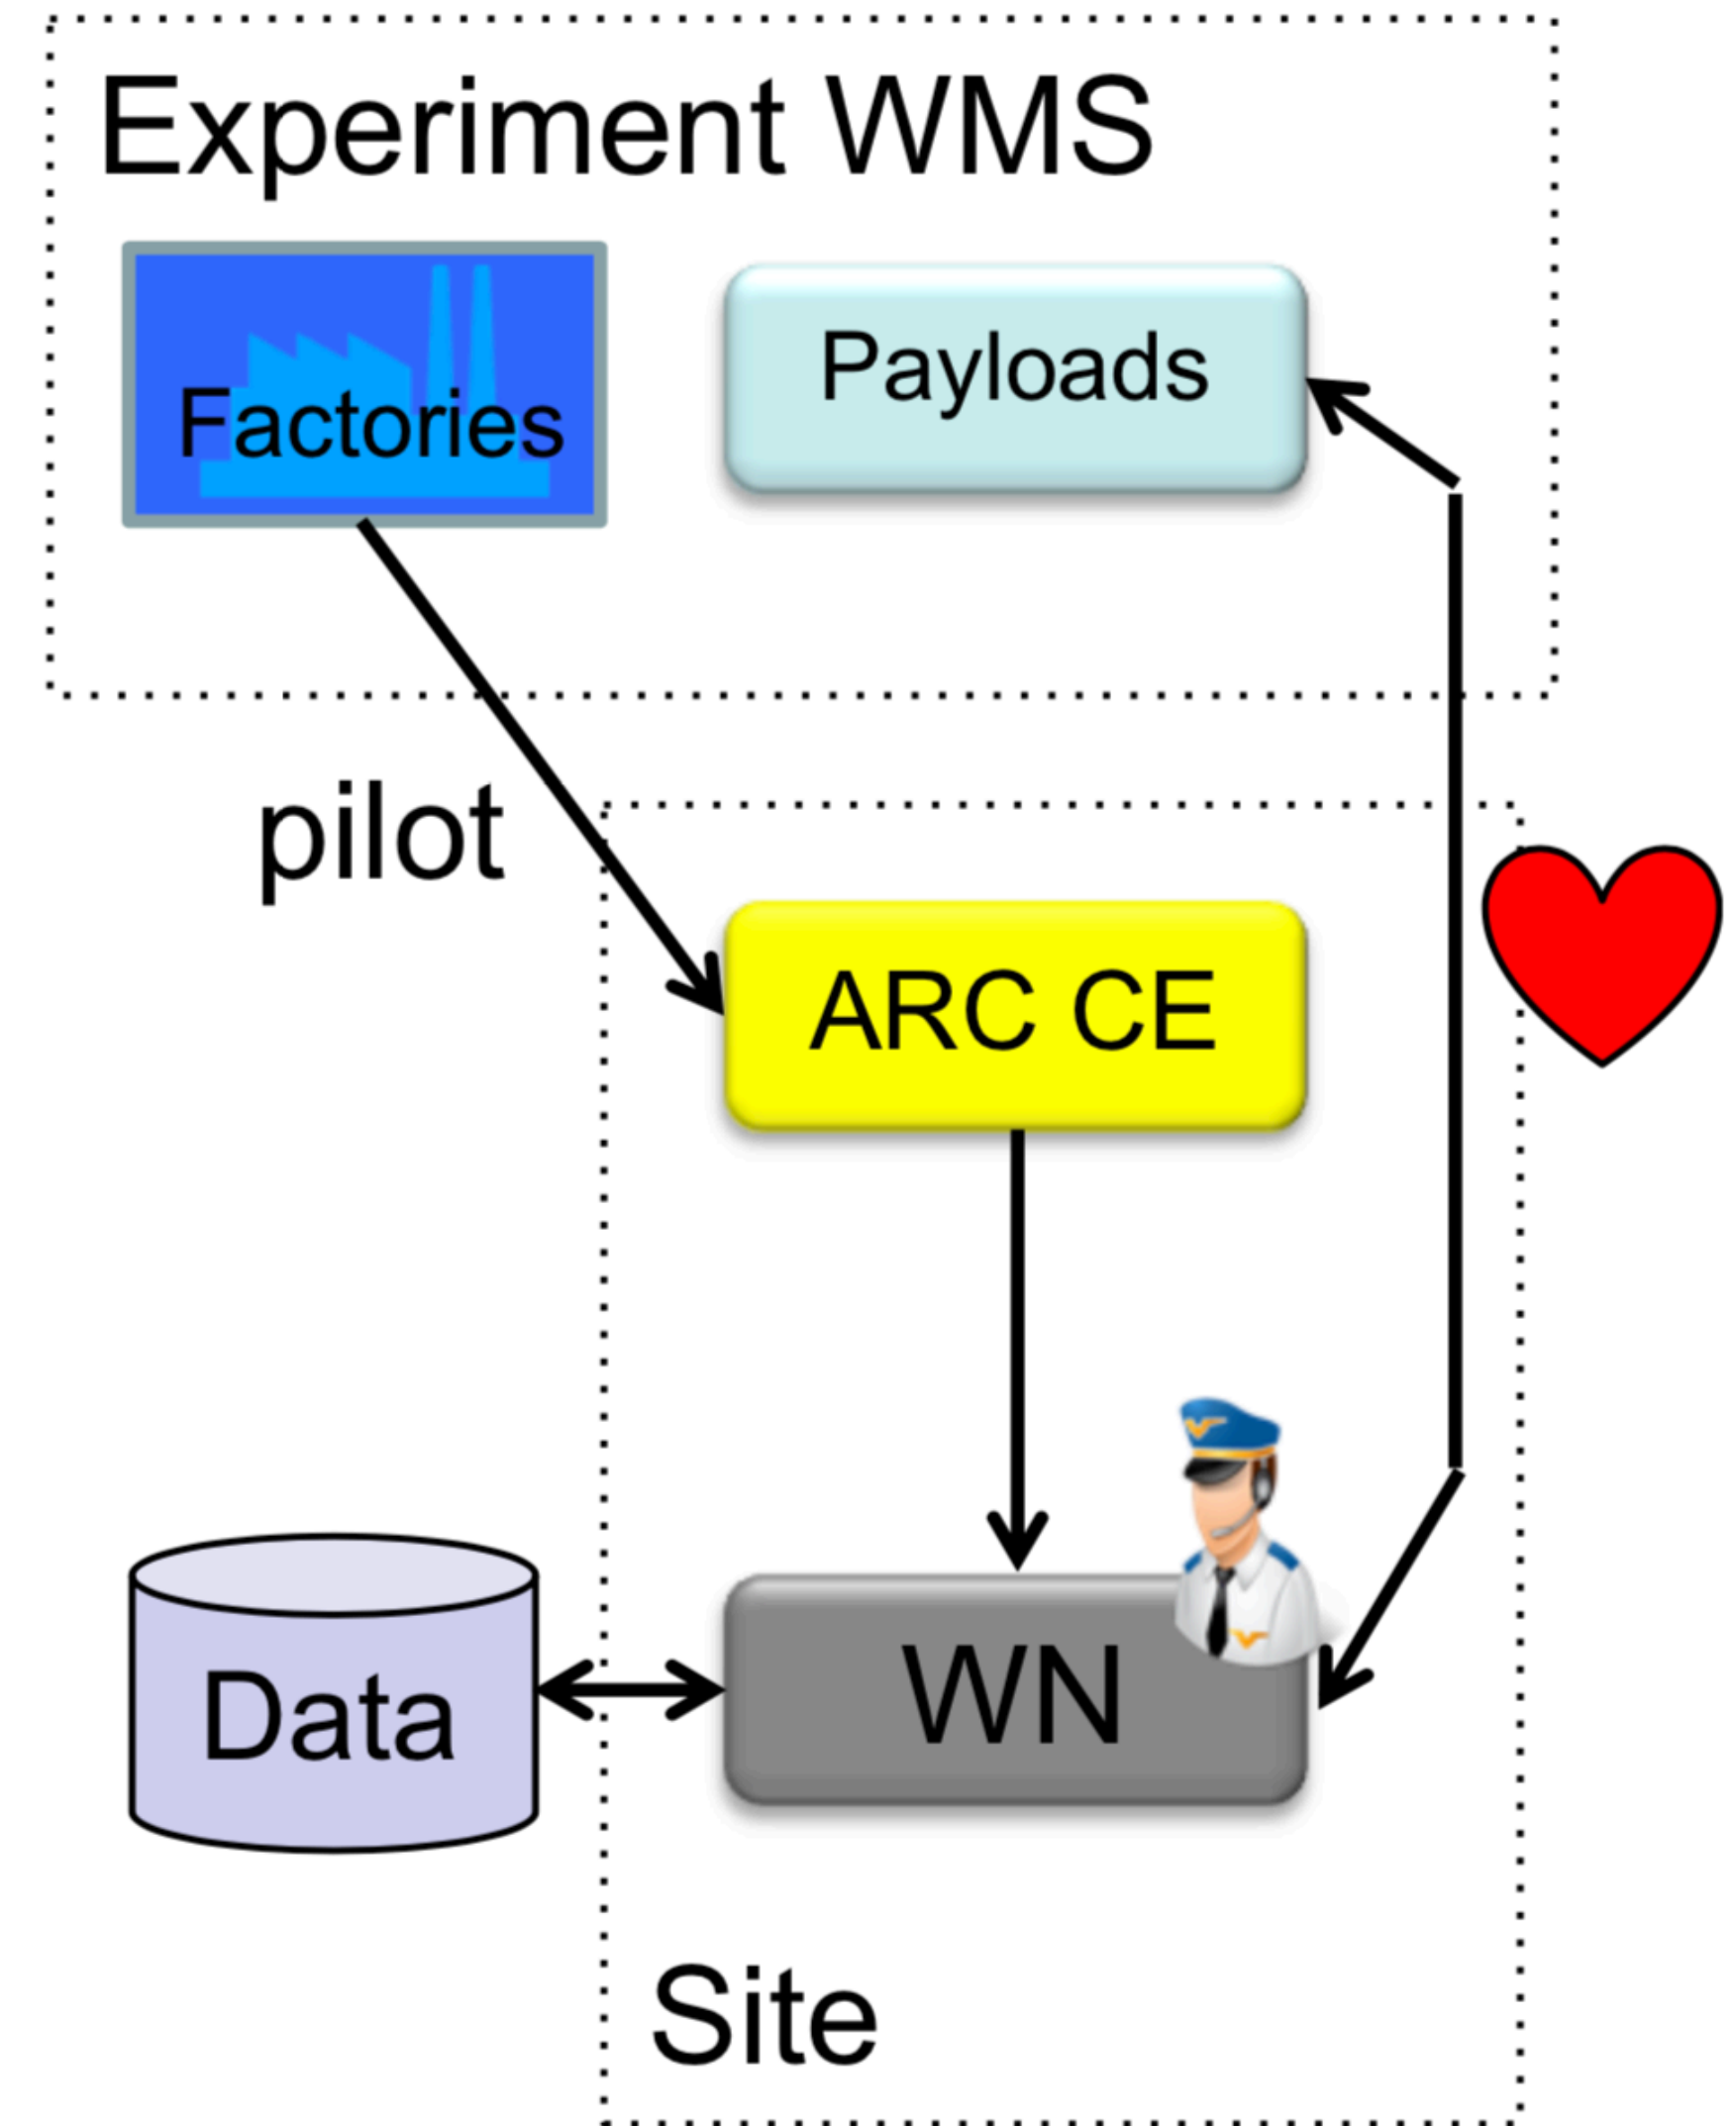 Experiment WMS
Factories
Payloads
pilot
ARC CE
Data
WN
Site